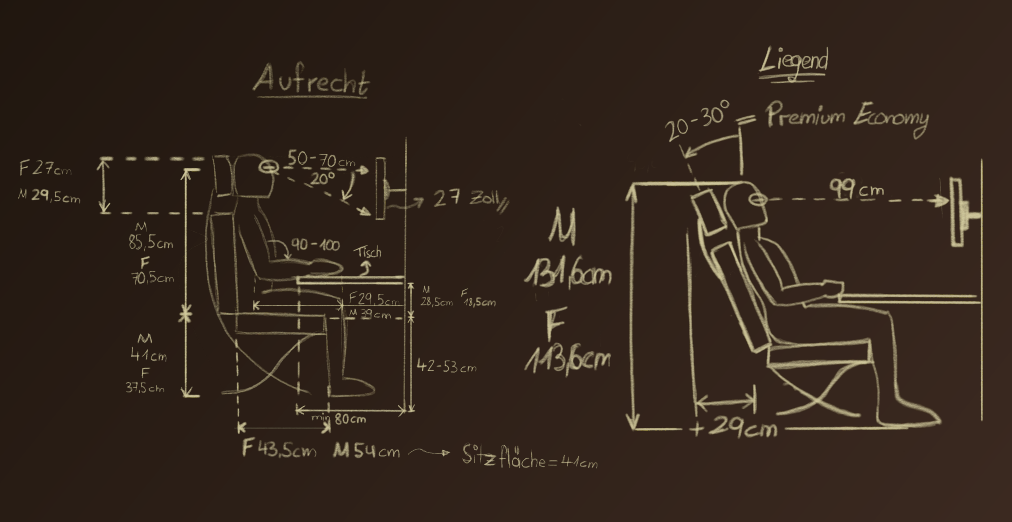 Aufrecht
F 27cm
M 29,5cm
50-70cm
20°
27 Zoll
M
85,5cm
F
70,5cm
90-100
Tisch
F 29,5cm
M 39cm
M
28,5cm
F
13,5cm
M
41cm
F
37,5cm
42-53cm
min 80cm
F 43,5cm M 54cm
Sitzfläche = 41cm
Liegend
20-30°
= Premium Economy
99cm
M
131,6cm
F
113,6cm
+29cm